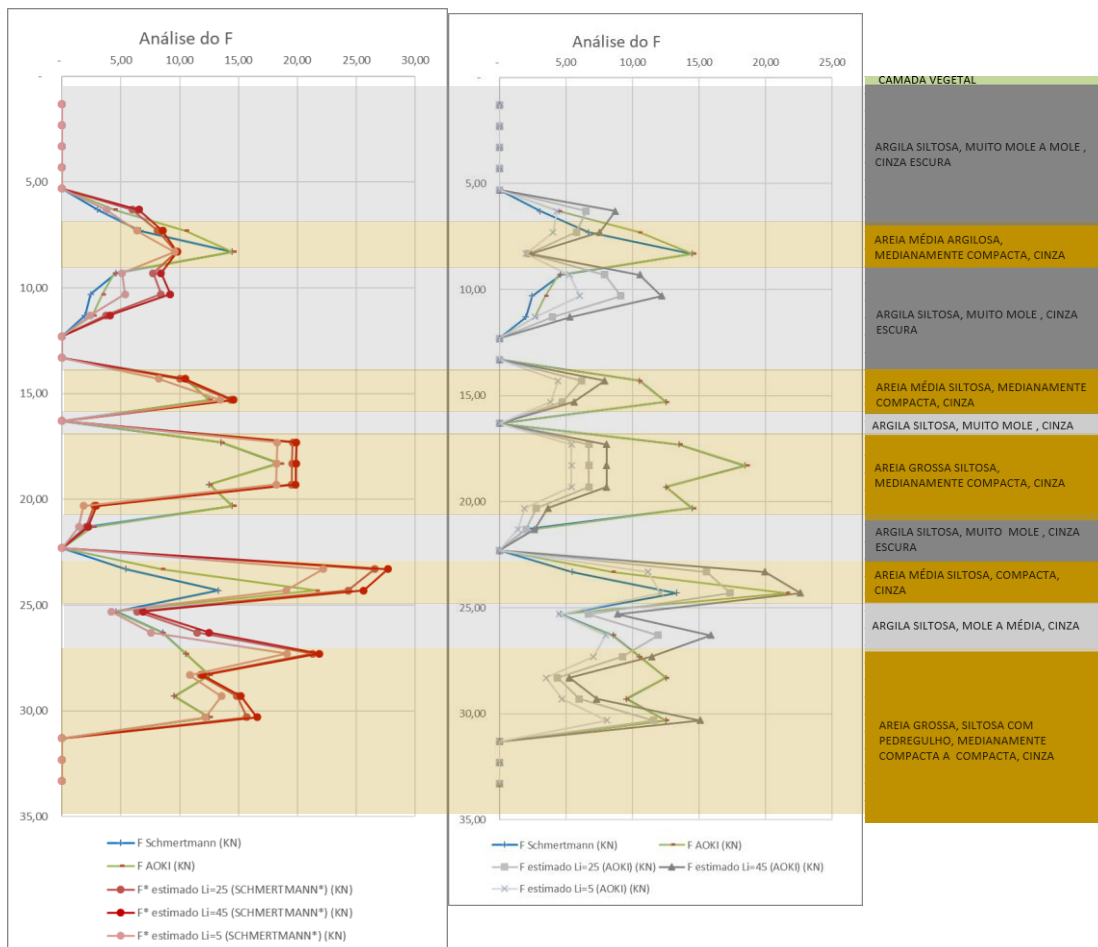 Análise do F
- 5,00 10,00 15,00 20,00 25,00 30,00
-
5,00
10,00
15,00
20,00
25,00
30,00
35,00
F Schmertmann (KN)
F AOKI (KN)
F* estimado Li=25 (SCHMERTMANN*) (KN)
F* estimado Li=45 (SCHMERTMANN*) (KN)
F* estimado Li=5 (SCHMERTMANN*) (KN)
Análise do F
- 5,00 10,00 15,00 20,00 25,00
-
5,00
10,00
15,00
20,00
25,00
30,00
35,00
F Schmertmann (KN) F AOKI (KN)
F estimado Li=25 (AOKI) (KN) F estimado Li=45 (AOKI) (KN)
F estimado Li=5 (AOKI) (KN)
CAMADA VEGETAL
ARGILA SILTOSA, MUITO MOLE A MOLE ,
CINZA ESCURA
AREIA MÉDIA ARGILOSA,
MEDIANAMENTE COMPACTA, CINZA
ARGILA SILTOSA, MUITO MOLE , CINZA
ESCURA
AREIA MÉDIA SILTOSA, MEDIANAMENTE
COMPACTA, CINZA
ARGILA SILTOSA, MUITO MOLE , CINZA
AREIA GROSSA SILTOSA,
MEDIANAMENTE COMPACTA, CINZA
ARGILA SILTOSA, MUITO MOLE , CINZA
ESCURA
AREIA MÉDIA SILTOSA, COMPACTA,
CINZA
ARGILA SILTOSA, MOLE A MÉDIA, CINZA
AREIA GROSSA, SILTOSA COM
PEDREGULHO, MEDIANAMENTE
COMPACTA A COMPACTA, CINZA